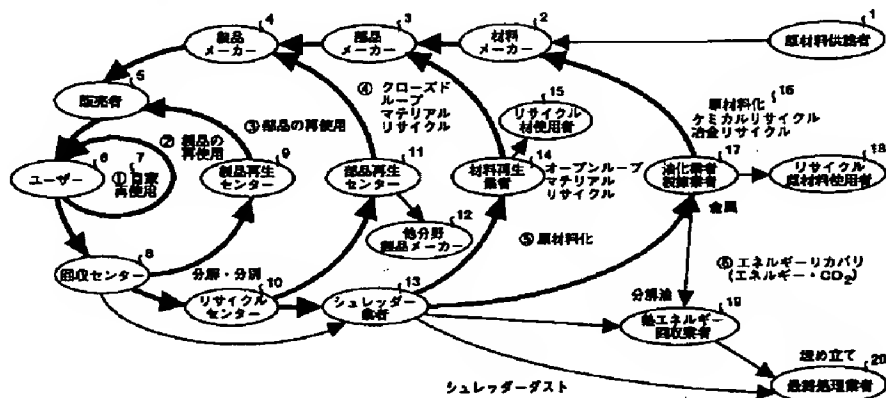 製品
メーカー
4
部品
メーカー
3
材料
メーカー
2
1
原材料供給者
5
販売者
④ クローズド
ループ
マテリアル
リサイクル
15
リサイクル
材使用者
原材料化
16
ケミカルリサイクル
冶金リサイクル
② 製品の
再使用
③ 部品の再使用
6
ユーザー
7
① 自家
再使用
9
製品再生
センター
11
部品再生
センター
14
材料再生
業者
オープンループ
マテリアル
リサイクル
17
油化業者
製錬業者
18
リサイクル
原材料使用者
金属
12
他分野
製品メーカー
⑤ 原材料化
8
回収センター
分解・分別
10
リサイクル
センター
13
シュレッダー
業者
⑥ エネルギーリカバリ
(エネルギー・CO₂)
分解油
19
熱エネルギー
回収業者
埋め立て
20
最終処理業者
シュレッダーダスト